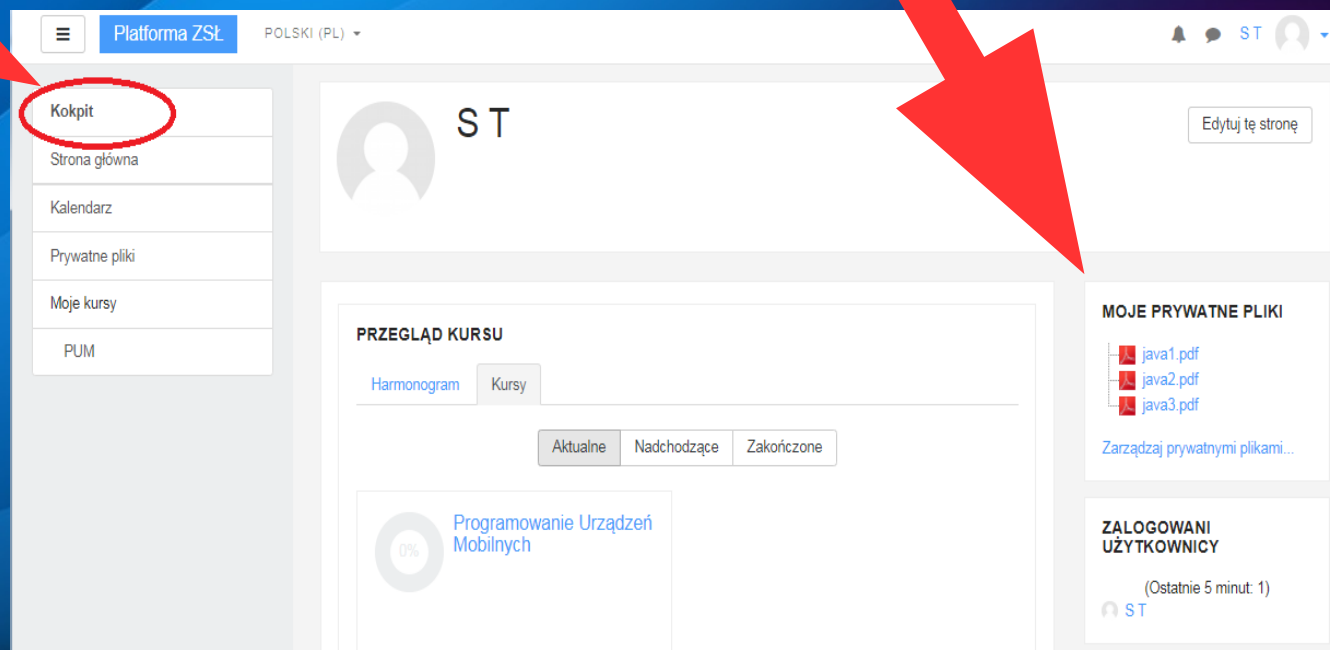 Platforma ZSŁ
POLSKI (PL)
S T
Kokpit
Strona główna
Kalendarz
Prywatne pliki
Moje kursy
PUM
S T
Edytuj tę stronę
PRZEGLĄD KURSU
Harmonogram
Kursy
Aktualne
Nadchodzące
Zakończone
0%
Programowanie Urządzeń
Mobilnych
MOJE PRYWATNE PLIKI
java1.pdf
java2.pdf
java3.pdf
Zarządzaj prywatnymi plikami...
ZALOGOWANI
UŻYTKOWNICY
(Ostatnie 5 minut: 1)
S T